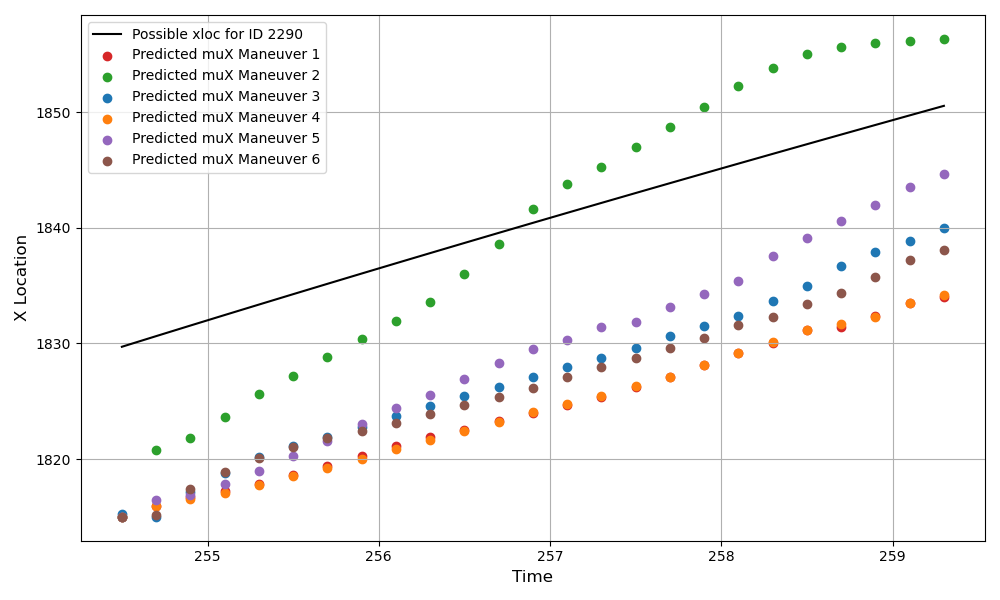 Possible xloc for ID 2290
Predicted muX Maneuver 1
Predicted muX Maneuver 2
Predicted muX Maneuver 3
Predicted muX Maneuver 4
Predicted muX Maneuver 5
Predicted muX Maneuver 6
1850
1840
1830
1820
X Location
255
256
257
258
259
Time